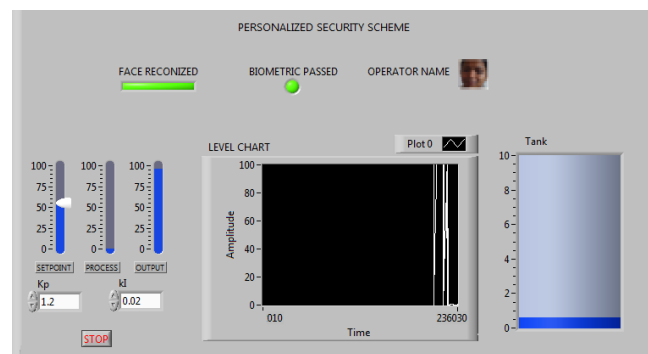 PERSONALIZED SECURITY SCHEME
FACE RECONIZED
BIOMETRIC PASSED
OPERATOR NAME
LEVEL CHART
Plot 0
Tank
100
75
50
25
0
100
75
50
25
0
100
75
50
25
0
SETPOINT
PROCESS
OUTPUT
Kp
1.2
kI
0.02
STOP
Amplitude
100
80
60
40
20
0
010
236030
Time
10
8
6
4
2
0